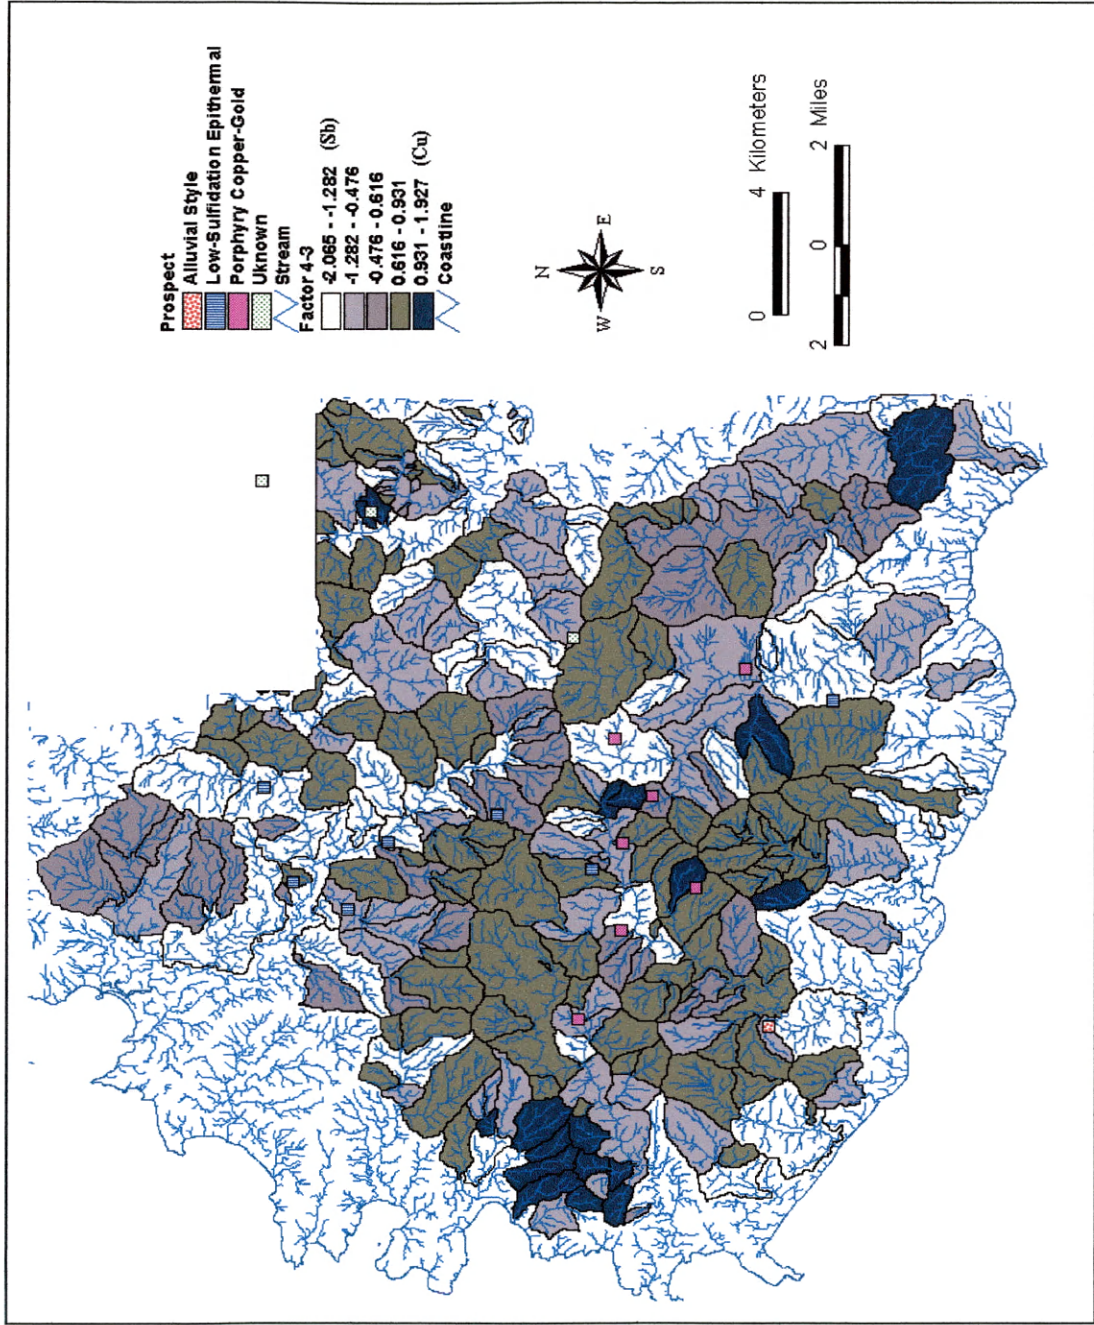 Prospect
Alluvial Style
Low-Sulfidation Epithermal
Porphyry Copper-Gold
Uknown
Stream
Factor 4-3
-2.065 - -1.282 (Sb)
-1.282 - -0.476
-0.476 - 0.616
0.616 - 0.931
0.931 - 1.927 (Cu)
Coastline
N
W E
S
0 4 Kilometers
2 0 2 Miles